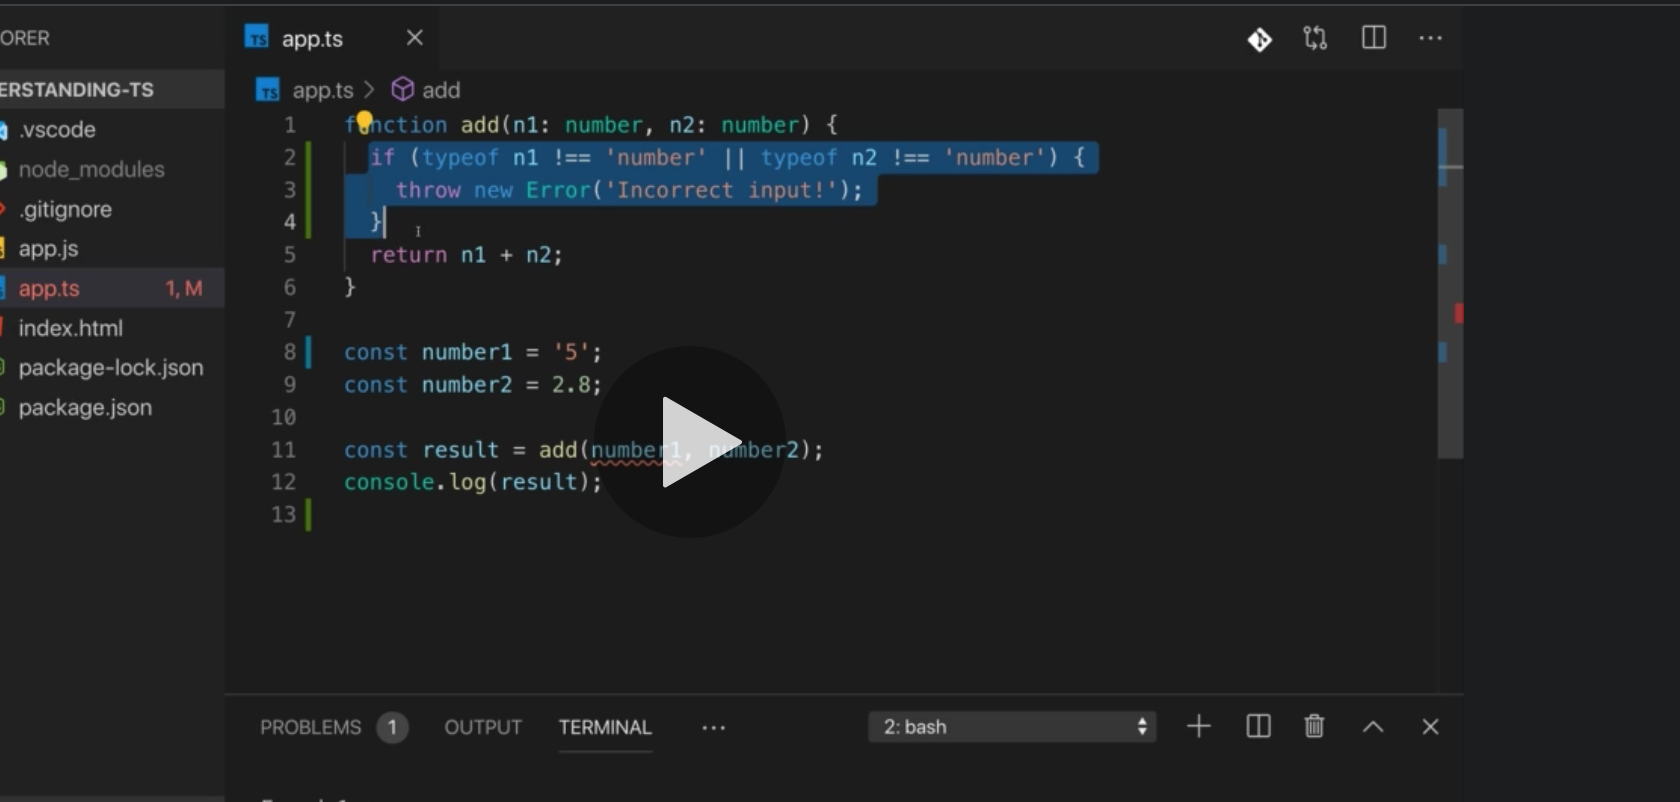 ORER
ERSTANDING-TS
.vscode
node_modules
.gitignore
app.js
app.ts 1, M
index.html
package-lock.json
package.json
TS app.ts
TS app.ts > add
1 function add(n1: number, n2: number) {
2 if (typeof n1 !== 'number' || typeof n2 !== 'number') {
3 throw new Error('Incorrect input!');
4 }
5 return n1 + n2;
6 }
7
8 const number1 = '5';
9 const number2 = 2.8;
10
11 const result = add(number1, number2);
12 console.log(result);
13
PROBLEMS 1 OUTPUT TERMINAL ··· 2: bash